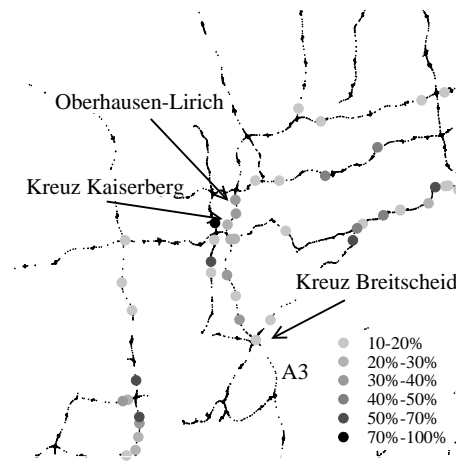 Oberhausen-Lirich
Kreuz Kaiserberg
Kreuz Breitscheid
A3
10-20%
20%-30%
30%-40%
40%-50%
50%-70%
70%-100%